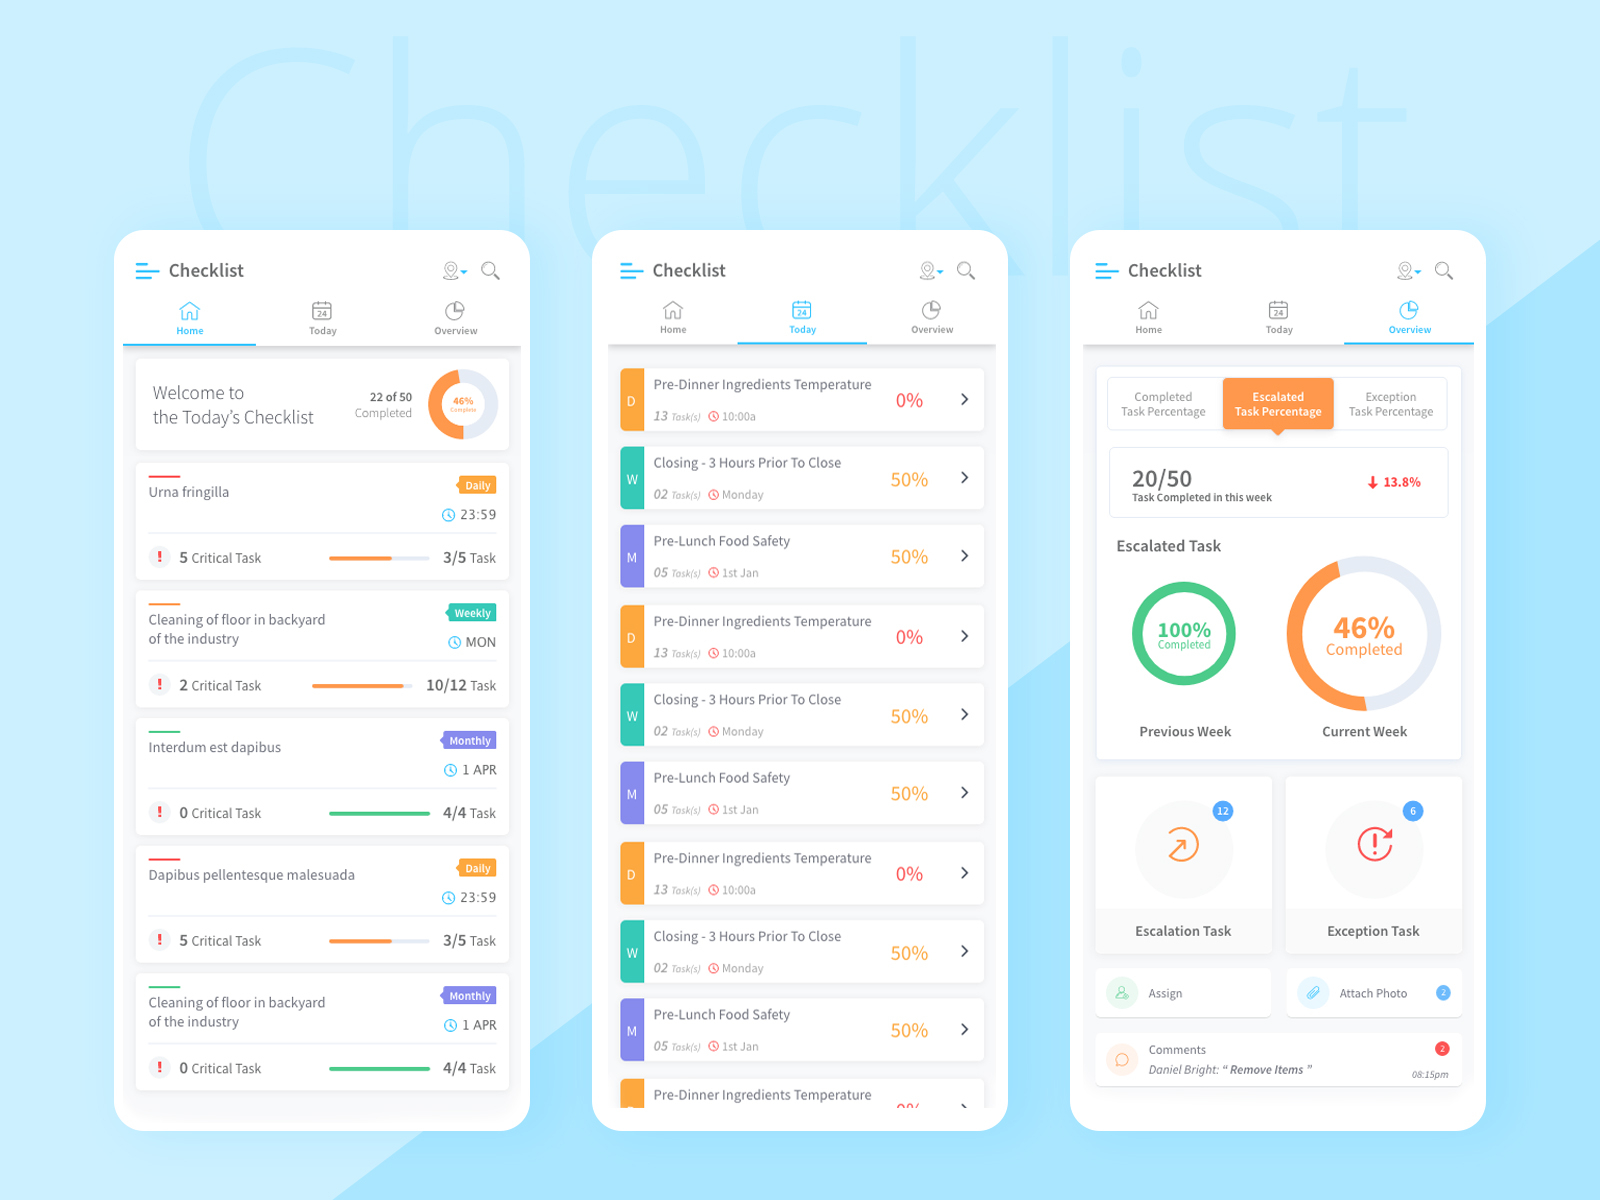 Checklist
Checklist
Home
Today
Overview
Welcome to
the Today's Checklist
22 of 50
Completed
46%
Complete
Urna fringilla
Daily
23:59
! 5 Critical Task
3/5 Task
Cleaning of floor in backyard
of the industry
Weekly
MON
! 2 Critical Task
10/12 Task
Interdum est dapibus
Monthly
1 APR
! 0 Critical Task
4/4 Task
Dapibus pellentesque malesuada
Daily
23:59
! 5 Critical Task
3/5 Task
Cleaning of floor in backyard
of the industry
Monthly
1 APR
! 0 Critical Task
4/4 Task
Checklist
Home
24
Today
Overview
D
Pre-Dinner Ingredients Temperature
13 Task(s) 10:00a
0%
W
Closing - 3 Hours Prior To Close
02 Task(s) Monday
50%
M
Pre-Lunch Food Safety
05 Task(s) 1st Jan
50%
D
Pre-Dinner Ingredients Temperature
13 Task(s) 10:00a
0%
W
Closing - 3 Hours Prior To Close
02 Task(s) Monday
50%
M
Pre-Lunch Food Safety
05 Task(s) 1st Jan
50%
D
Pre-Dinner Ingredients Temperature
13 Task(s) 10:00a
0%
W
Closing - 3 Hours Prior To Close
02 Task(s) Monday
50%
M
Pre-Lunch Food Safety
05 Task(s) 1st Jan
50%
Pre-Dinner Ingredients Temperature
Checklist
Home
24
Today
Overview
Completed
Task Percentage
Escalated
Task Percentage
Exception
Task Percentage
20/50
Task Completed in this week
13.8%
Escalated Task
100%
Completed
Previous Week
46%
Completed
Current Week
12
Escalation Task
6
Exception Task
Assign
Attach Photo
2
Comments
2
Daniel Bright: “ Remove Items ”
08:15pm